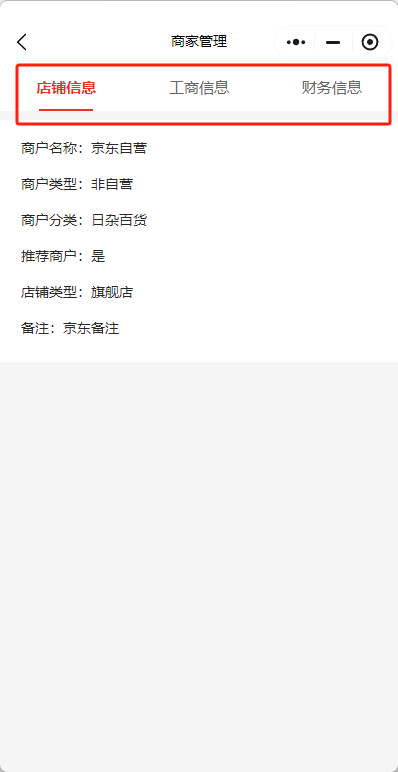 商家管理
店铺信息 工商信息 财务信息
商户名称：京东自营
商户类型：非自营
商户分类：日杂百货
推荐商户：是
店铺类型：旗舰店
备注：京东备注